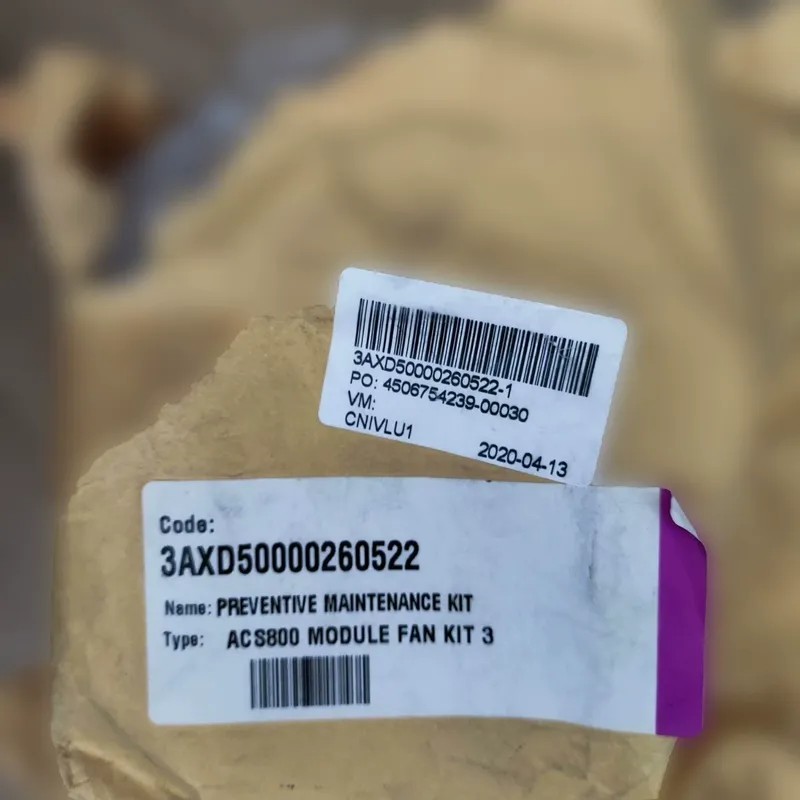 3AXD50000260522-1
PO: 4506754239-00030
VM:
CNIVLU1
2020-04-13
Code:
3AXD50000260522
Name: PREVENTIVE MAINTENANCE KIT
Type: ACS800 MODULE FAN KIT 3